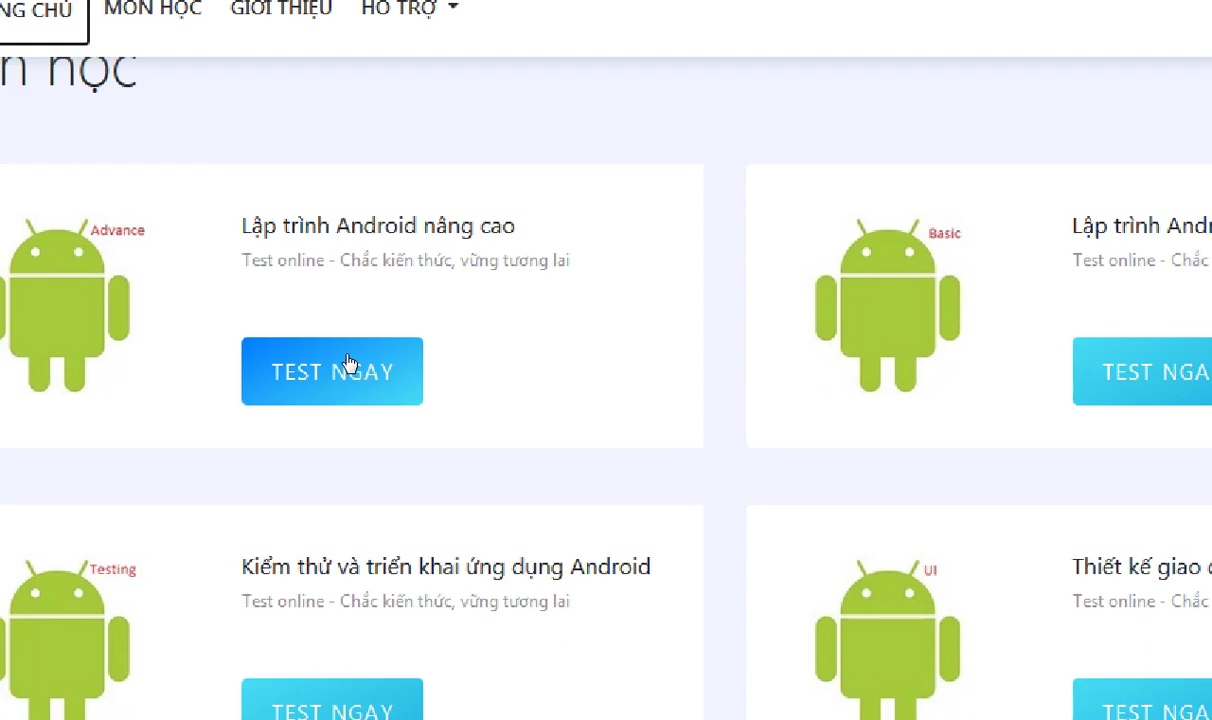 NG CHỦ MÔN HỌC GIỚI THIỆU HỖ TRỢ
n học
Advance
Lập trình Android nâng cao
Test online - Chắc kiến thức, vững tương lai
TEST NGAY
Basic
Lập trình Andr
Test online - Chắc
TEST NGA
Testing
Kiểm thử và triển khai ứng dụng Android
Test online - Chắc kiến thức, vững tương lai
TEST NGAY
UI
Thiết kế giao
Test online - Chắc
TEST NGA